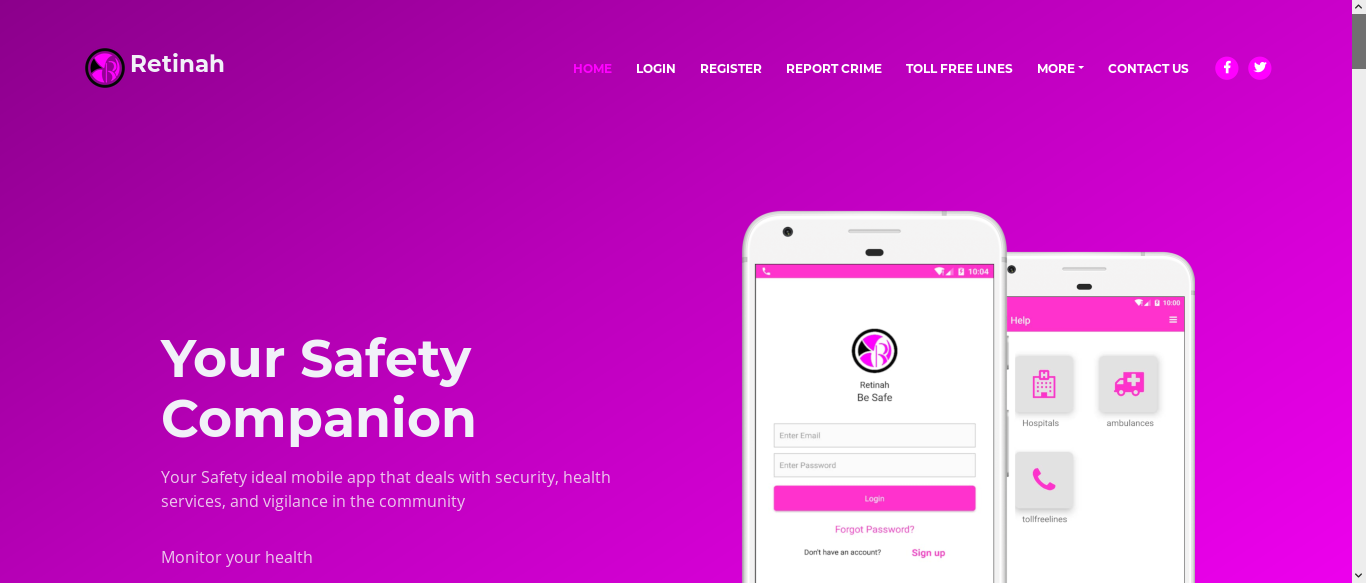 Retinah
HOME LOGIN REGISTER REPORT CRIME TOLL FREE LINES MORE CONTACT US
Your Safety
Companion
Your Safety ideal mobile app that deals with security, health
services, and vigilance in the community
Monitor your health
10:04
Retinah
Be Safe
Enter Email
Enter Password
Login
Forgot Password?
Don't have an account? Sign up
10:00
Help
Hospitals ambulances
tollfreelines